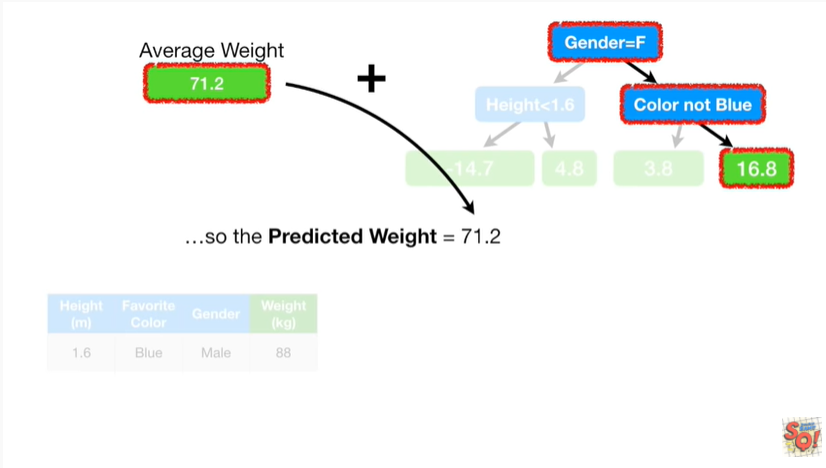 Average Weight
71.2
+
Gender=F
Height<1.6
Color not Blue
-14.7
4.8
3.8
16.8
...so the Predicted Weight = 71.2
Height (m)
Favorite Color
Gender
Weight (kg)
1.6
Blue
Male
88
SQ!